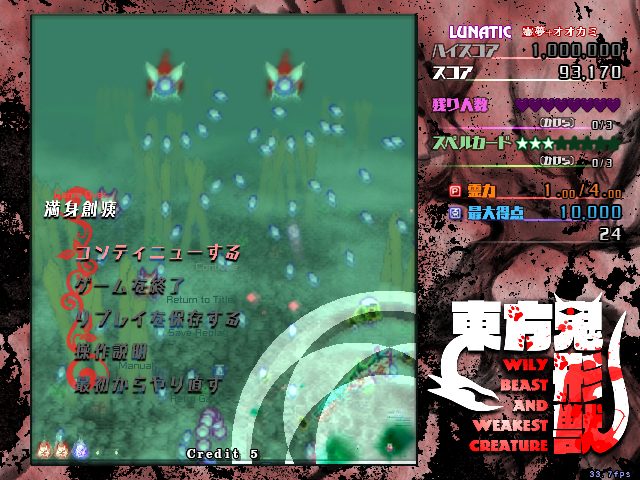 LUNATIC 霊夢+オオカミ
ハイスコア 1,000,000
スコア 93,170
残り人数
(かけら) 0/3
スペルカード ★★★★★★★★
(かけら) 0/3
霊力 1.00/4.00
最大得点 10,000
24
満身創痍
コンティニューする
ゲームを終了
Return to Title
リプレイを保存する
Save Replay
操作説明
Manual
最初からやり直す
Credit 5
東方鬼形獣
WILY
BEAST
AND
WEAKEST
CREATURE
33.7fps